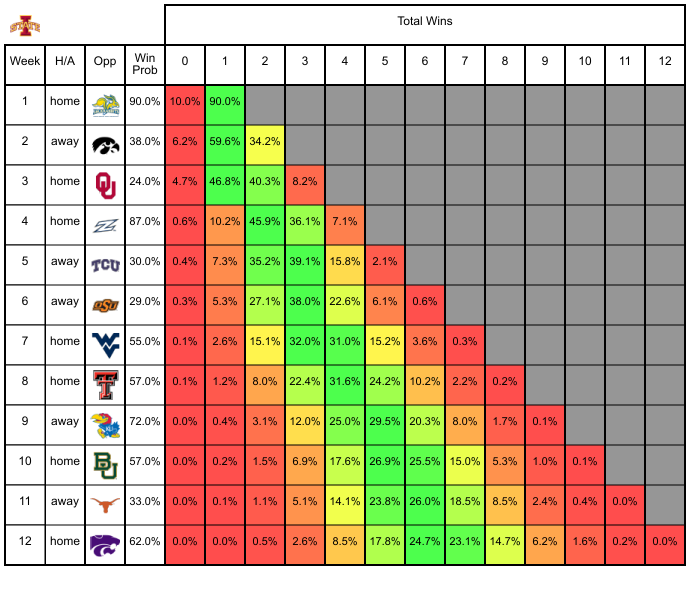 STATE
Total Wins
Week H/A Opp Win Prob 0 1 2 3 4 5 6 7 8 9 10 11 12
1 home 90.0% 10.0% 90.0%
2 away 38.0% 6.2% 59.6% 34.2%
3 home OU 24.0% 4.7% 46.8% 40.3% 8.2%
4 home 87.0% 0.6% 10.2% 45.9% 36.1% 7.1%
5 away TCU 30.0% 0.4% 7.3% 35.2% 39.1% 15.8% 2.1%
6 away OSU 29.0% 0.3% 5.3% 27.1% 38.0% 22.6% 6.1% 0.6%
7 home WV 55.0% 0.1% 2.6% 15.1% 32.0% 31.0% 15.2% 3.6% 0.3%
8 home T 57.0% 0.1% 1.2% 8.0% 22.4% 31.6% 24.2% 10.2% 2.2% 0.2%
9 away 72.0% 0.0% 0.4% 3.1% 12.0% 25.0% 29.5% 20.3% 8.0% 1.7% 0.1%
10 home BU 57.0% 0.0% 0.2% 1.5% 6.9% 17.6% 26.9% 25.5% 15.0% 5.3% 1.0% 0.1%
11 away 33.0% 0.0% 0.1% 1.1% 5.1% 14.1% 23.8% 26.0% 18.5% 8.5% 2.4% 0.4% 0.0%
12 home 62.0% 0.0% 0.0% 0.5% 2.6% 8.5% 17.8% 24.7% 23.1% 14.7% 6.2% 1.6% 0.2% 0.0%